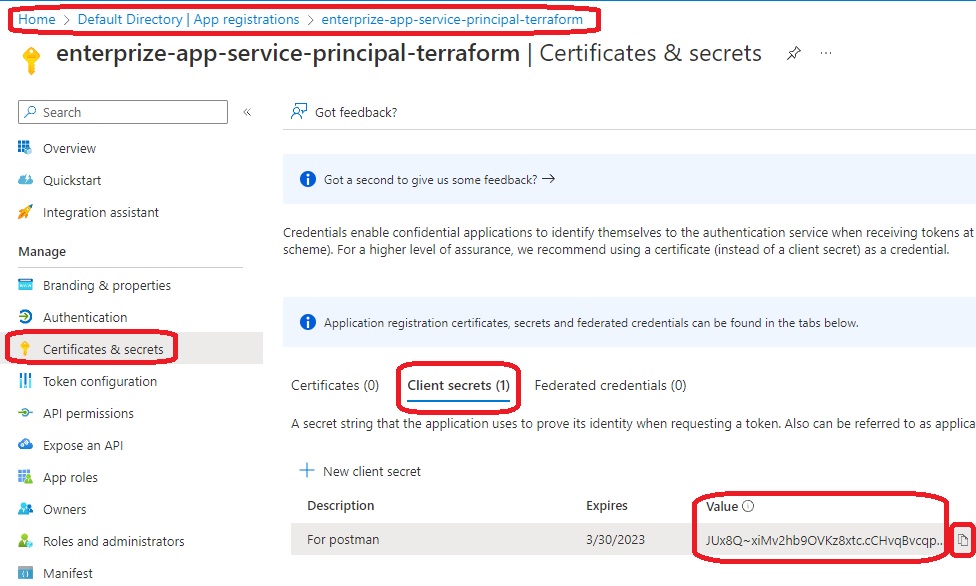 Home > Default Directory | App registrations > enterprize-app-service-principal-terraform
enterprize-app-service-principal-terraform | Certificates & secrets
Search
Got feedback?
Overview
Quickstart
Integration assistant
Got a second to give us some feedback?
Credentials enable confidential applications to identify themselves to the authentication service when receiving tokens at
scheme). For a higher level of assurance, we recommend using a certificate (instead of a client secret) as a credential.
Manage
Branding & properties
Authentication
Certificates & secrets
Token configuration
API permissions
Expose an API
App roles
Owners
Roles and administrators
Manifest
Application registration certificates, secrets and federated credentials can be found in the tabs below.
Certificates (0) Client secrets (1) Federated credentials (0)
A secret string that the application uses to prove its identity when requesting a token. Also can be referred to as applica
New client secret
Description Expires Value
For postman 3/30/2023 JUx8Q~xiMv2hb9OVKz8xtc.cCHvqBvcqp...